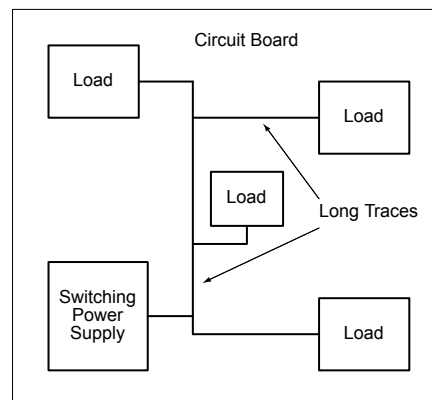 Circuit Board
Load
Load
Load
Long Traces
Switching
Power
Supply
Load